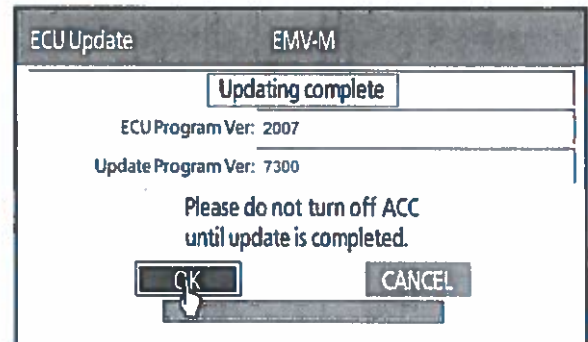 ECU Update EMV-M
Updating complete
ECU Program Ver: 2007
Update Program Ver: 7300
Please do not turn off ACC
until update is completed.
OK CANCEL